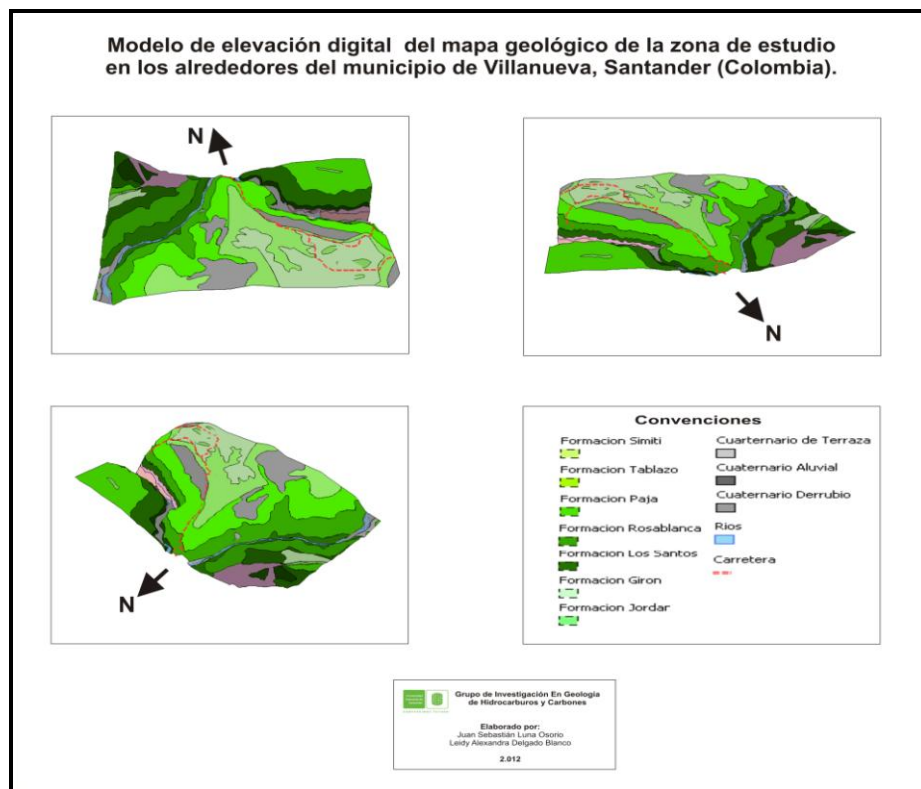 Modelo de elevación digital del mapa geológico de la zona de estudio
en los alrededores del municipio de Villanueva, Santander (Colombia).
N
N
N
Convenciones
Formacion Simiti
Formacion Tablazo
Formacion Paja
Formacion Rosablanca
Formacion Los Santos
Formacion Giron
Formacion Jordar
Cuarternario de Terraza
Cuaternario Aluvial
Cuaternario Derrubio
Rios
Carretera
Grupo de Investigación En Geología
de Hidrocarburos y Carbones
Elaborado por:
Juan Sebastián Luna Osorio
Leidy Alexandra Delgado Blanco
2.012